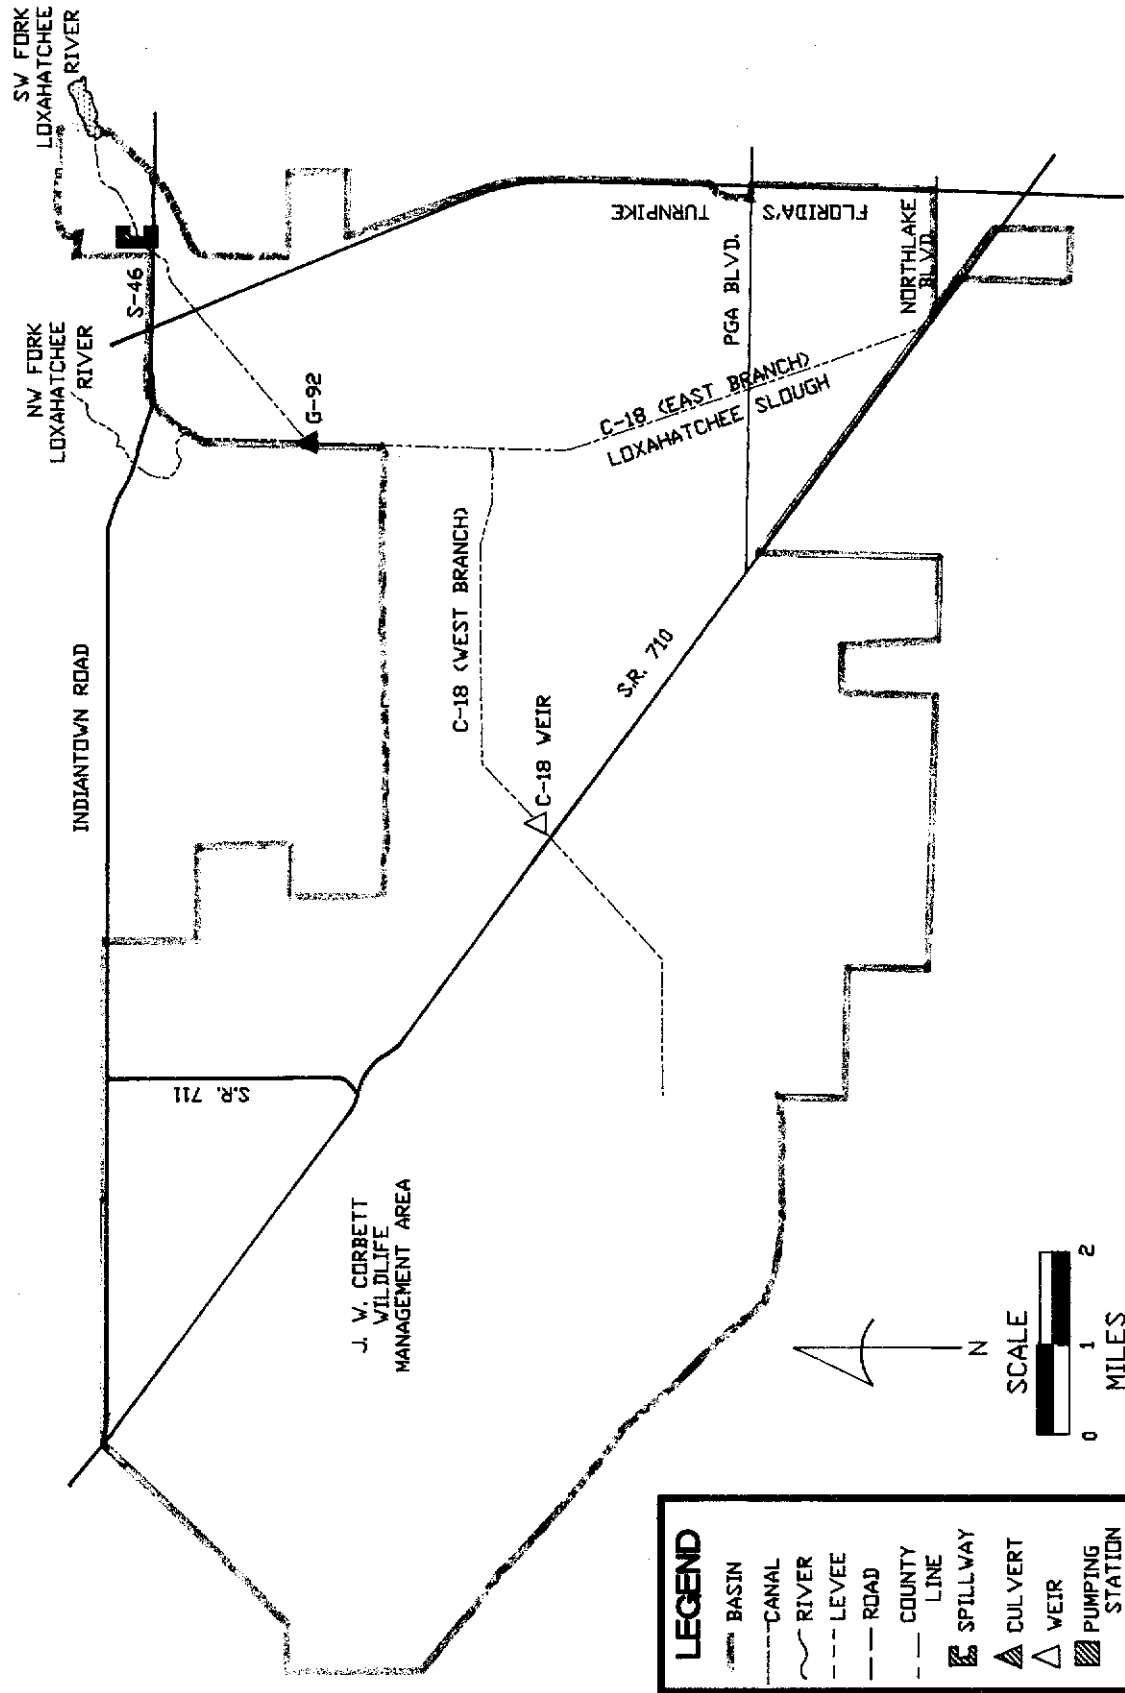 SW FORK
LOXAHATCHEE
RIVER
NW FORK
LOXAHATCHEE
RIVER
S-46
G-92
INDIANTOWN ROAD
FLORIDA'S
TURNPIKE
PGA BLVD.
NORTHLAKE
BLVD.
C-18 (EAST BRANCH)
LOXAHATCHEE SLOUGH
C-18 (WEST BRANCH)
C-18 WEIR
S.R. 710
S.R. 711
J. W. CORBETT
WILDLIFE
MANAGEMENT AREA
N
SCALE
0 1 2
MILES
LEGEND
BASIN
CANAL
RIVER
LEVEE
ROAD
COUNTY
LINE
SPILLWAY
CULVERT
WEIR
PUMPING
STATION